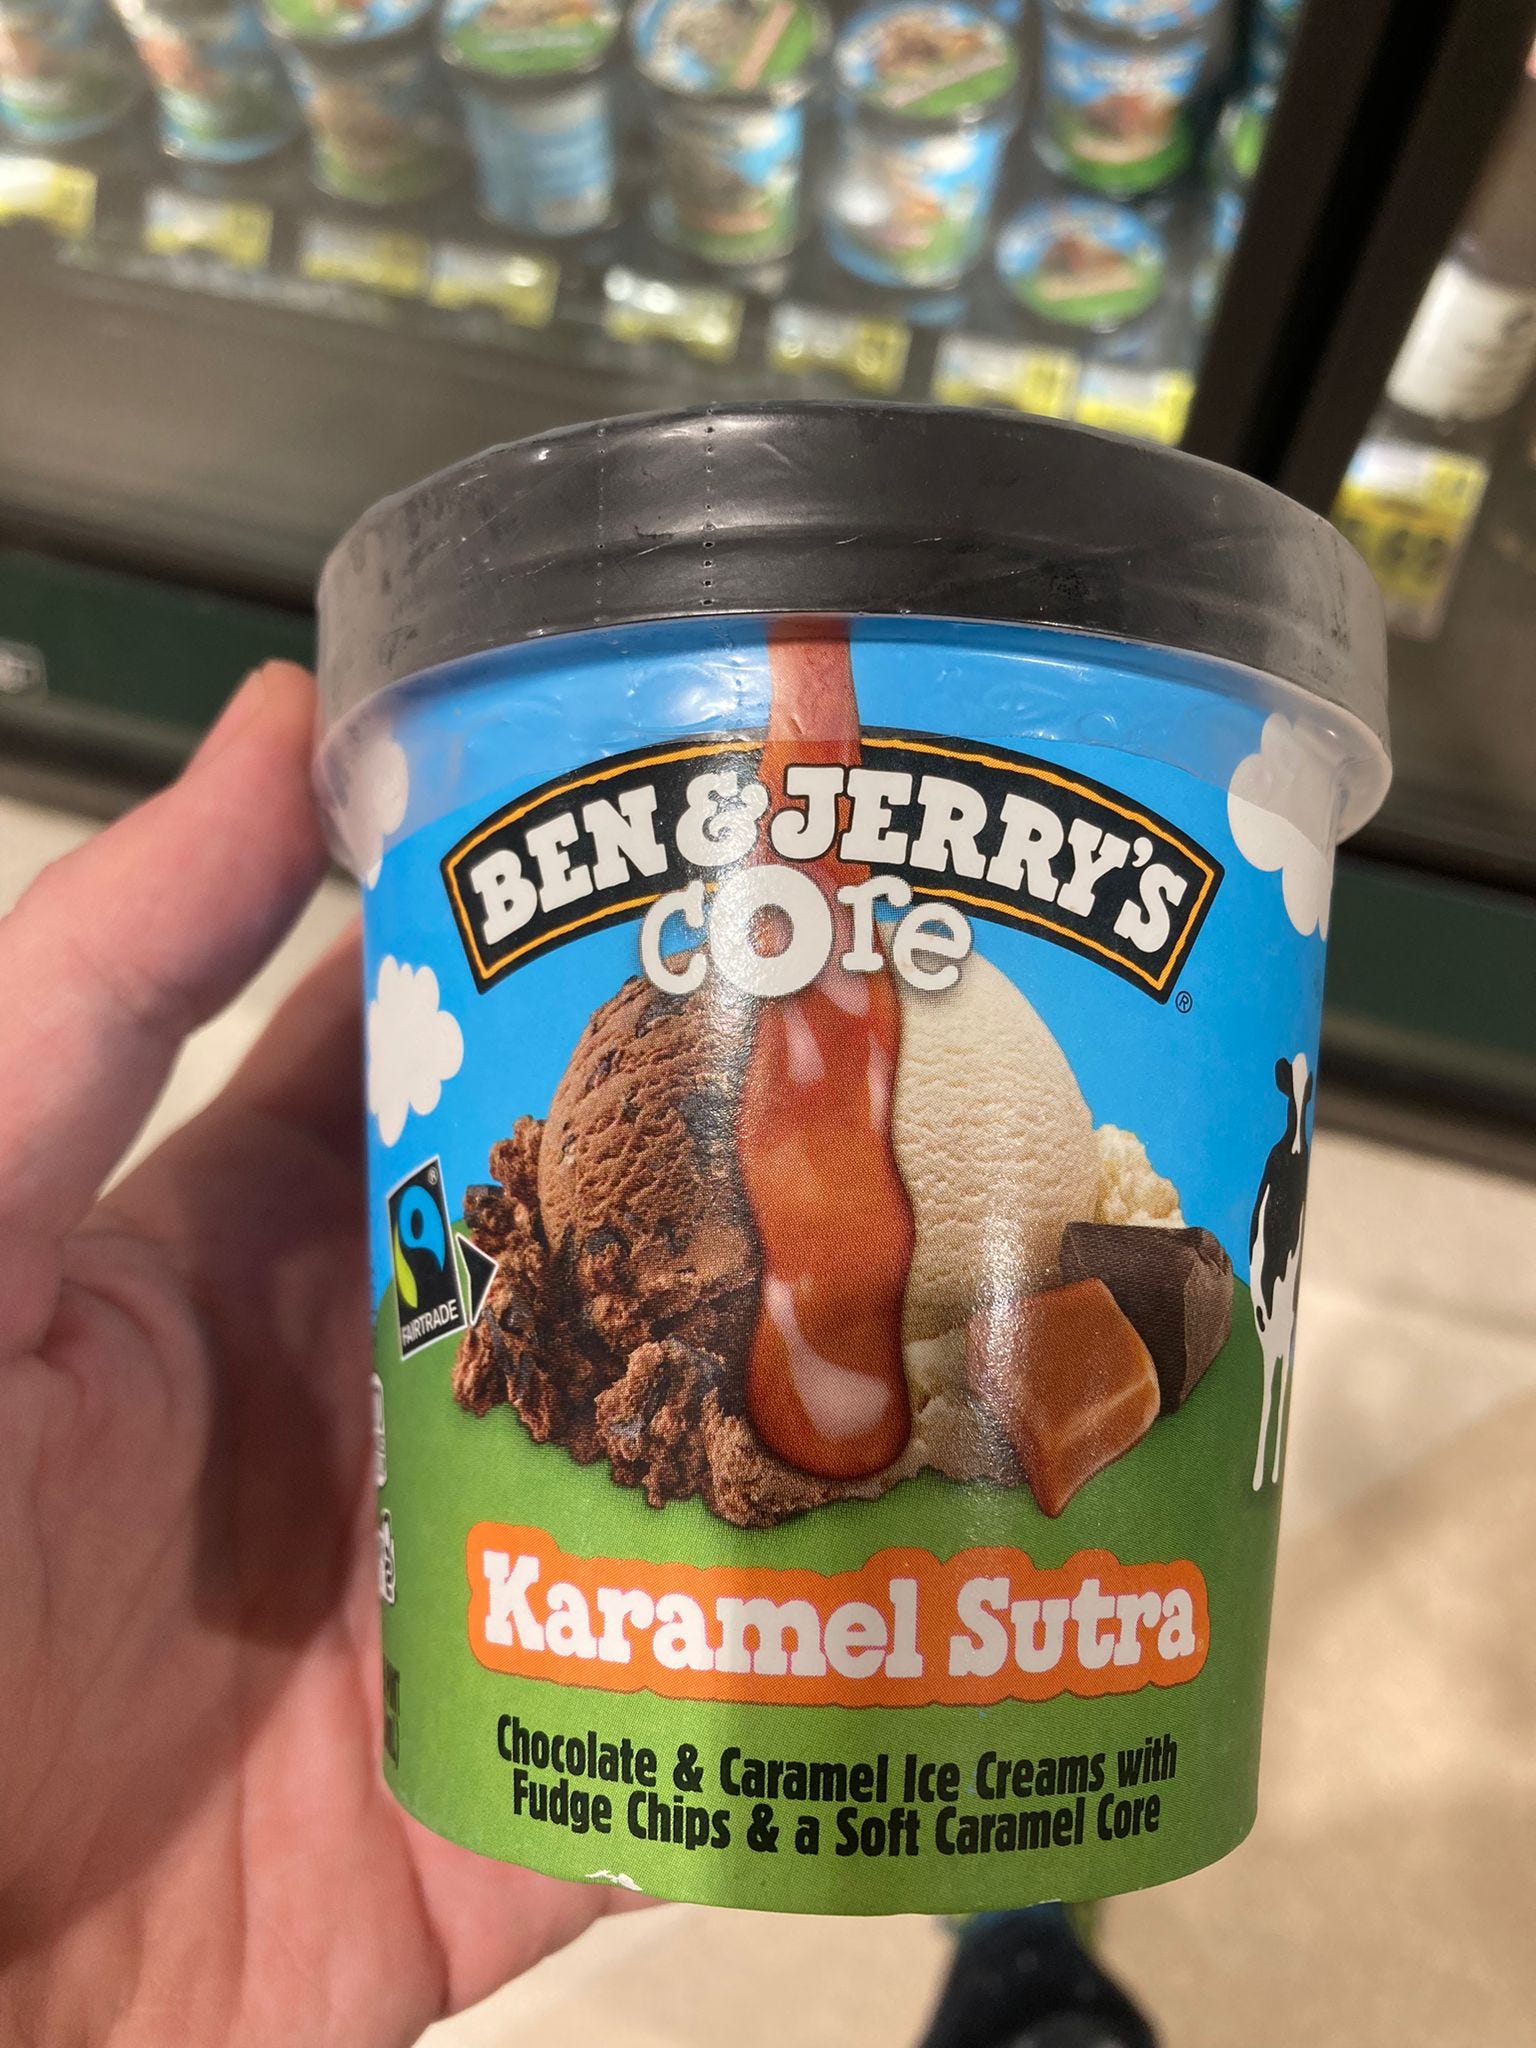 BEN & JERRY'S
core
®
FAIRTRADE
Karamel Sutra
Chocolate & Caramel Ice Creams with
Fudge Chips & a Soft Caramel Core